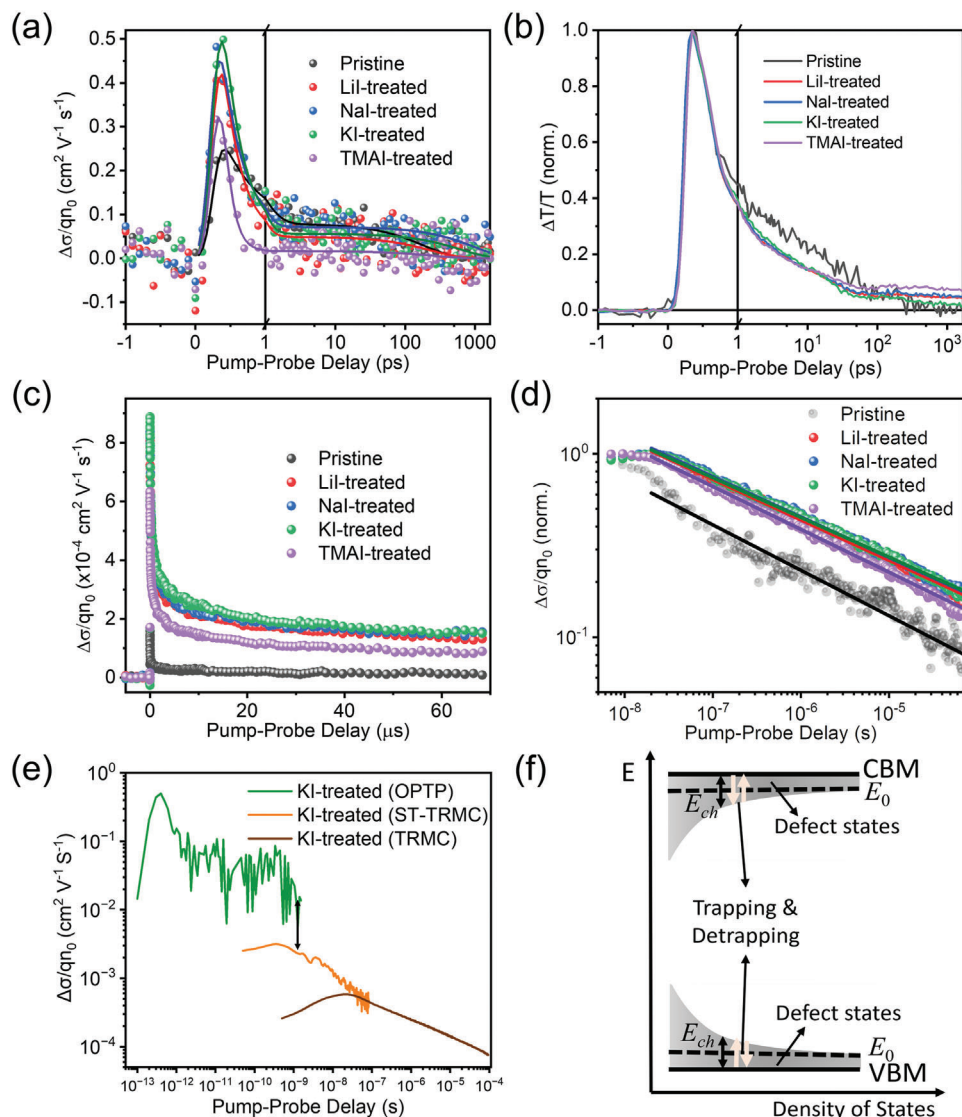 (a)
0.5
0.4
0.3
0.2
0.1
0.0
-0.1
Δσ/qn₀ (cm² V⁻¹ s⁻¹)
Pristine
LiI-treated
NaI-treated
KI-treated
TMAI-treated
-1 0 1 10 100 1000
Pump-Probe Delay (ps)
(b)
1.0
0.8
0.6
0.4
0.2
0.0
ΔT/T (norm.)
Pristine
LiI-treated
NaI-treated
KI-treated
TMAI-treated
-1 0 1 10¹ 10² 10³
Pump-Probe Delay (ps)
(c)
8
6
4
2
0
Δσ/qn₀ (x10⁻⁴ cm² V⁻¹ s⁻¹)
Pristine
LiI-treated
NaI-treated
KI-treated
TMAI-treated
0 20 40 60
Pump-Probe Delay (μs)
(d)
10⁰
10⁻¹
Δσ/qn₀ (norm.)
Pristine
LiI-treated
NaI-treated
KI-treated
TMAI-treated
10⁻⁸ 10⁻⁷ 10⁻⁶ 10⁻⁵
Pump-Probe Delay (s)
(e)
10⁰
10⁻¹
10⁻²
10⁻³
10⁻⁴
Δσ/qn₀ (cm² V⁻¹ S⁻¹)
KI-treated (OPTP)
KI-treated (ST-TRMC)
KI-treated (TRMC)
10⁻¹³ 10⁻¹² 10⁻¹¹ 10⁻¹⁰ 10⁻⁹ 10⁻⁸ 10⁻⁷ 10⁻⁶ 10⁻⁵ 10⁻⁴
Pump-Probe Delay (s)
(f)
E
CBM
E_ch
E₀
Defect states
Trapping &
Detrapping
Defect states
E_ch
E₀
VBM
Density of States